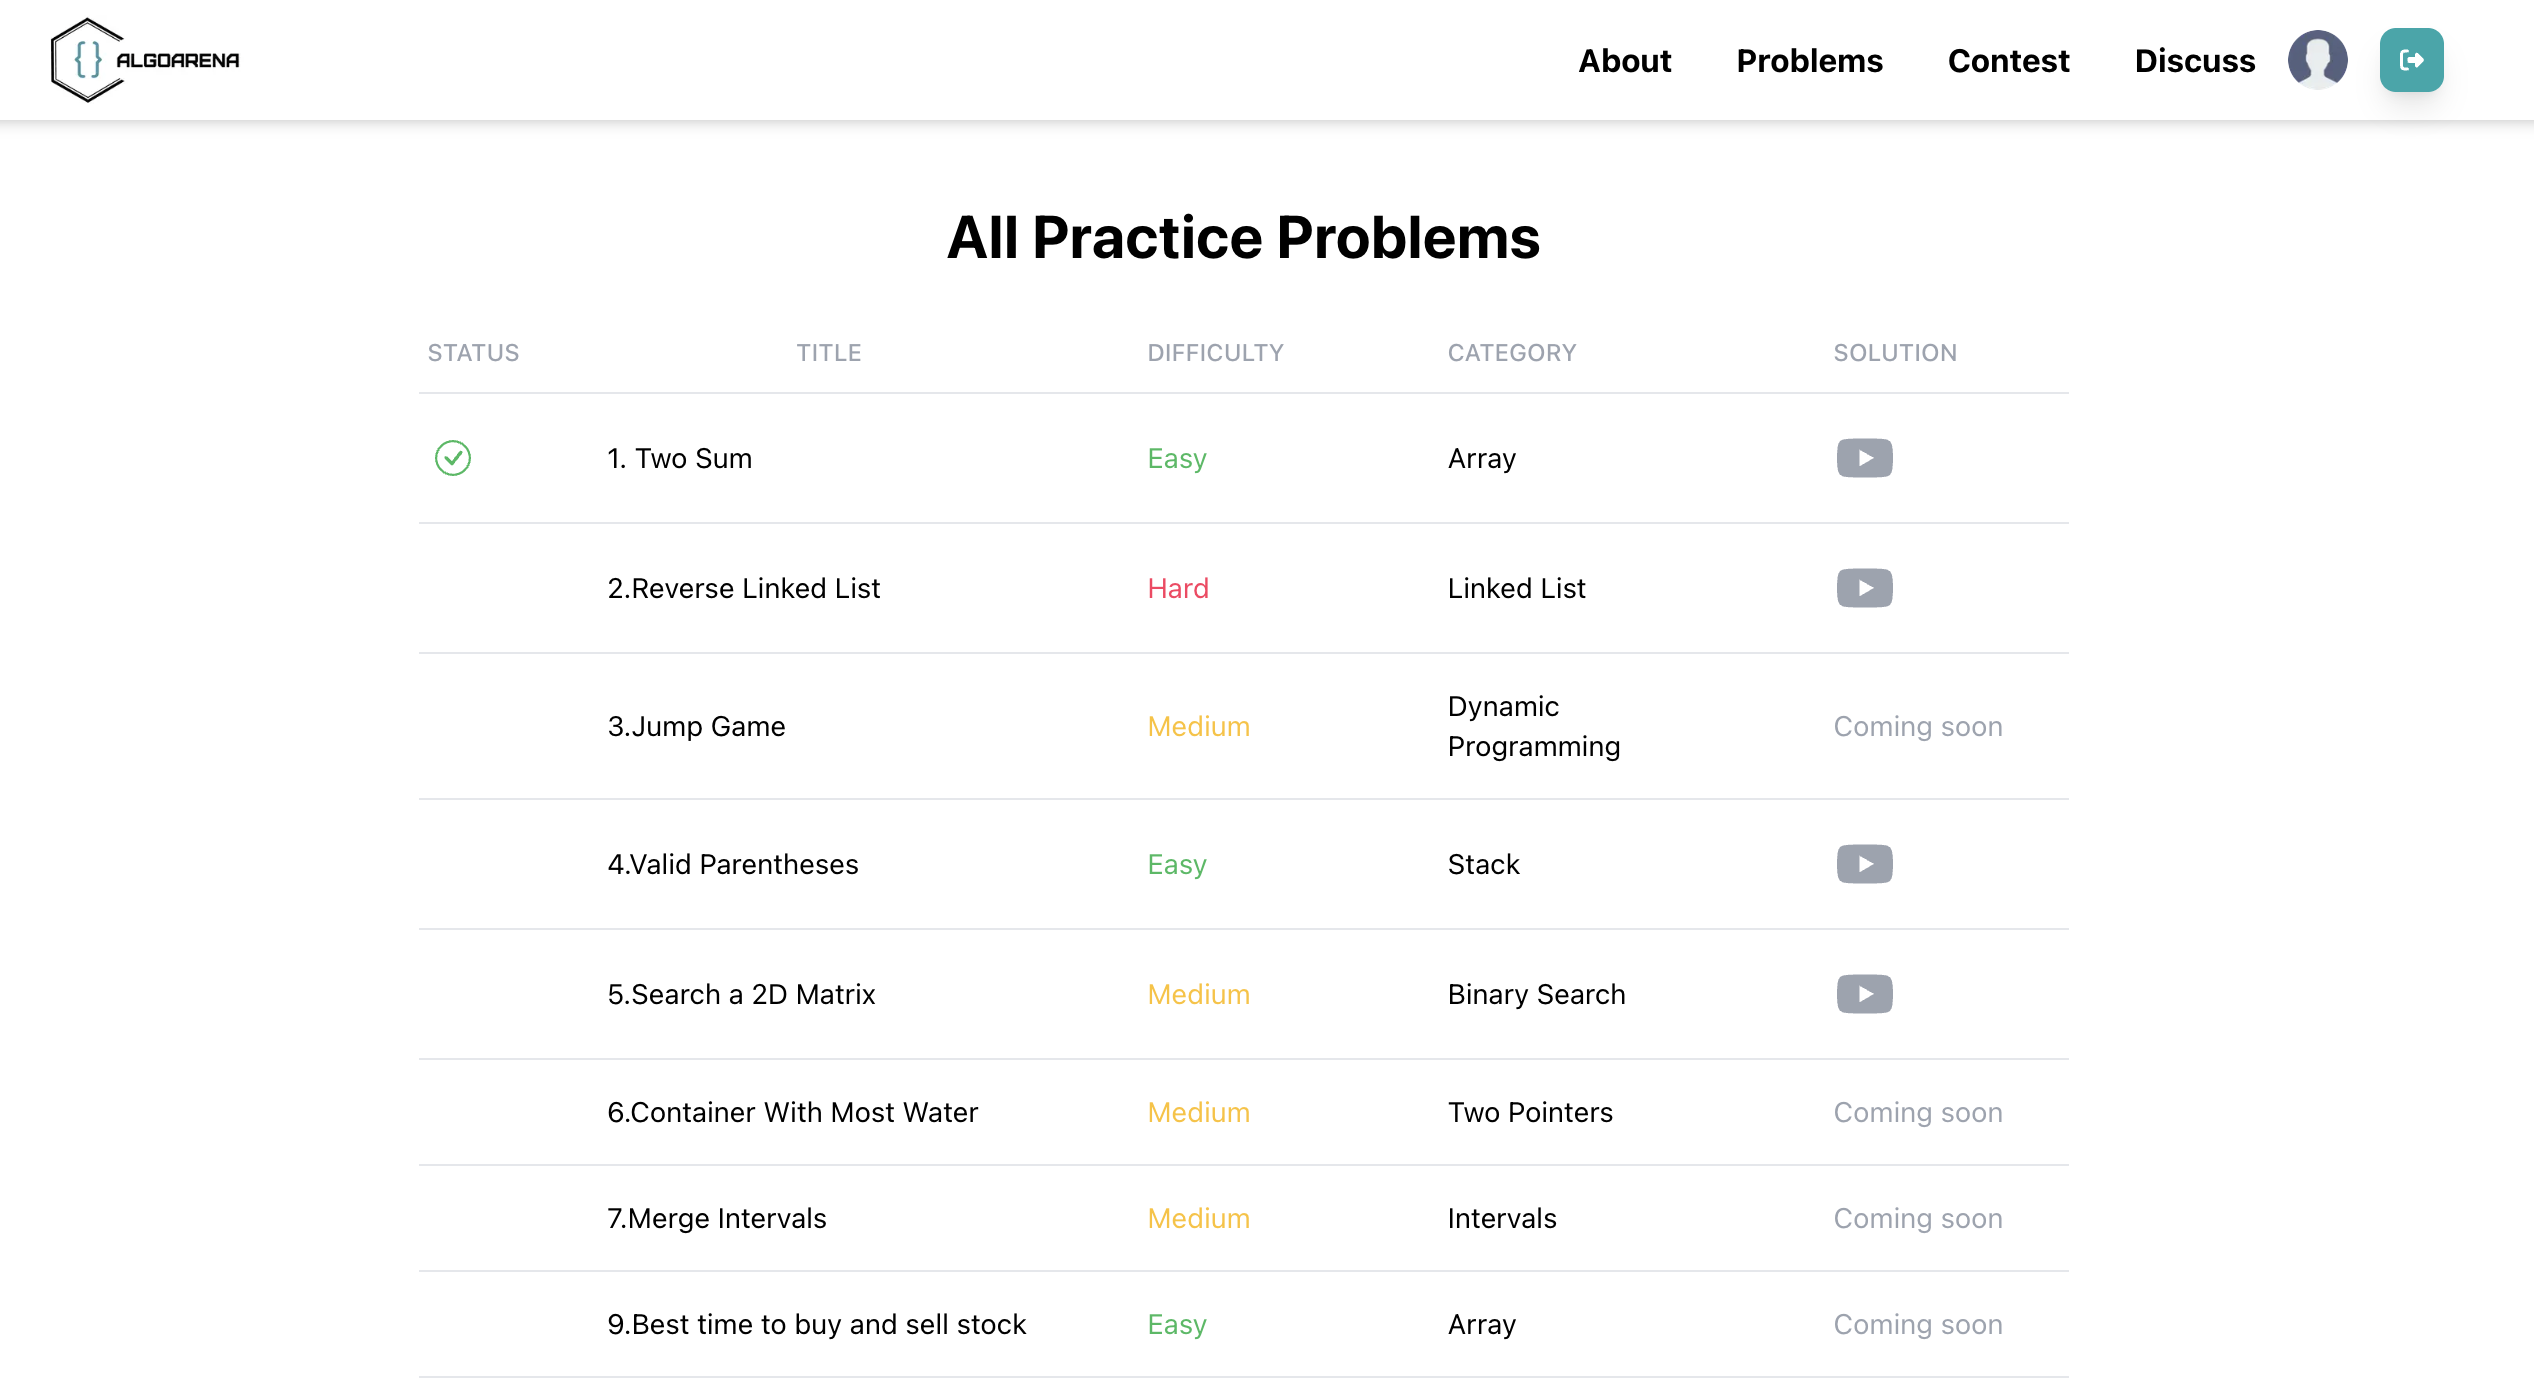 {} ALGOARENA
About Problems Contest Discuss
All Practice Problems
STATUS TITLE DIFFICULTY CATEGORY SOLUTION
1. Two Sum Easy Array
2.Reverse Linked List Hard Linked List
3.Jump Game Medium Dynamic Programming Coming soon
4.Valid Parentheses Easy Stack
5.Search a 2D Matrix Medium Binary Search
6.Container With Most Water Medium Two Pointers Coming soon
7.Merge Intervals Medium Intervals Coming soon
9.Best time to buy and sell stock Easy Array Coming soon